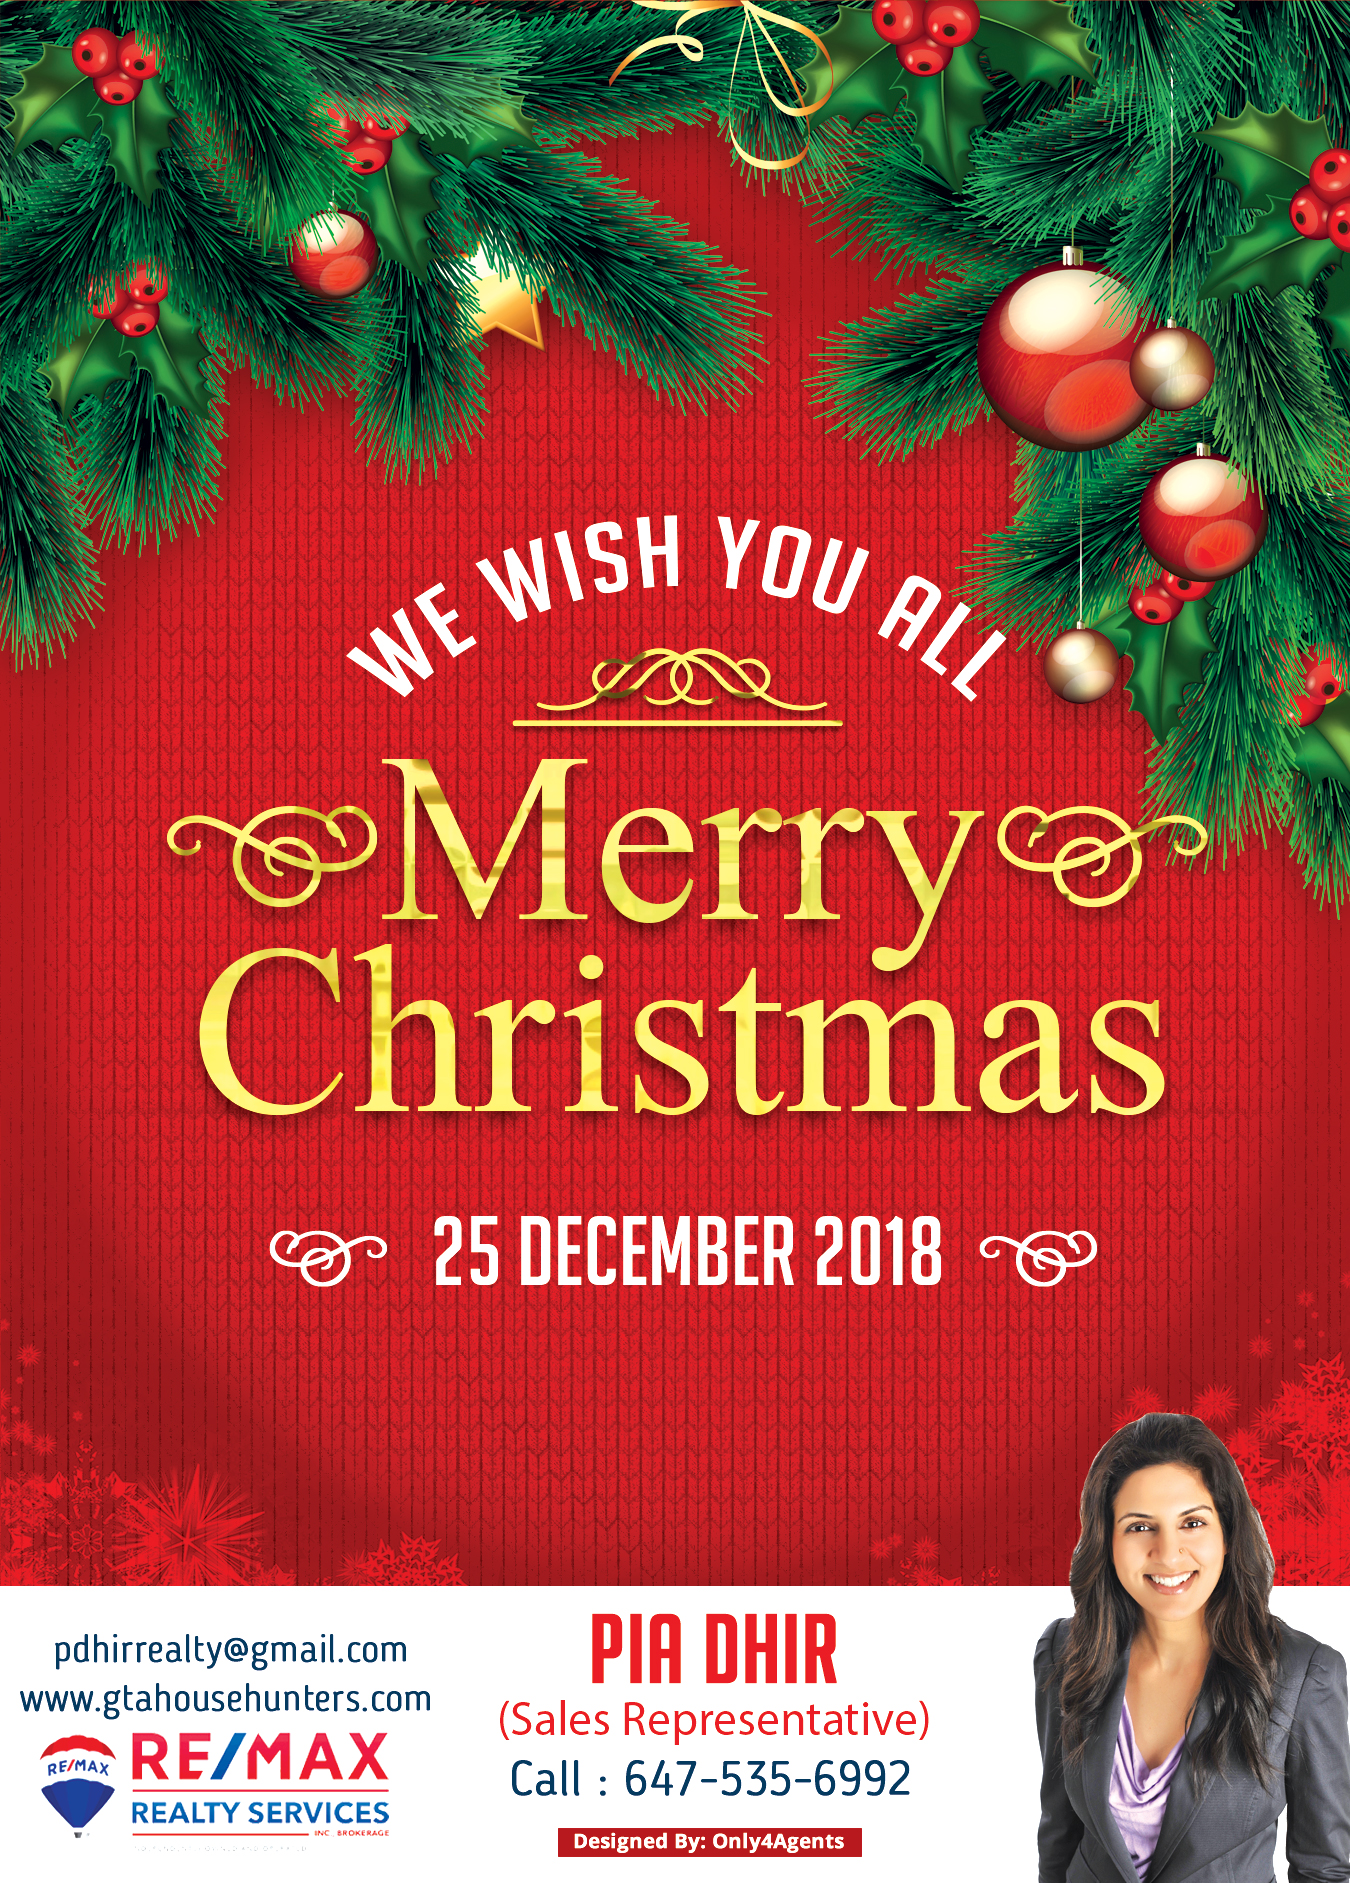 WE WISH YOU ALL
Merry
Christmas
25 DECEMBER 2018
pdhirrealty@gmail.com
www.gtahousehunters.com
RE/MAX
RE/MAX
REALTY SERVICES
INC. BROKERAGE
PIA DHIR
(Sales Representative)
Call : 647-535-6992
Designed By: Only4Agents